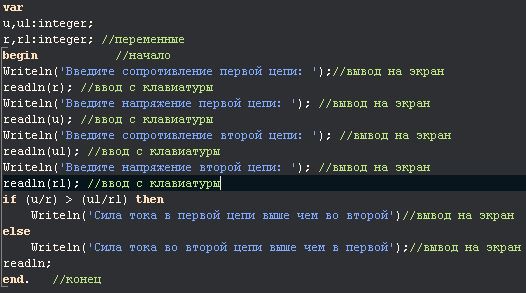 var
u,ul:integer;
r,rl:integer; //переменные
begin //начало
Writeln('Введите сопротивление первой цепи: ');//вывод на экран
readln(r); //ввод с клавиатуры
Writeln('Введите напряжение первой цепи: '); //вывод на экран
readln(u); //ввод с клавиатуры
Writeln('Введите сопротивление второй цепи: '); //вывод на экран
readln(ul); //ввод с клавиатуры
Writeln('Введите напряжение второй цепи: '); //вывод на экран
readln(rl); //ввод с клавиатуры
if (u/r) > (ul/rl) then
Writeln('Сила тока в первой цепи выше чем во второй')//вывод на экран
else
Writeln('Сила тока во второй цепи выше чем в первой');//вывод на экран
readln;
end. //конец